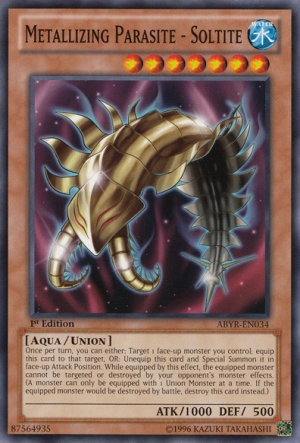 METALLIZING PARASITE - SOLTITE
WATER
水
1st Edition
ABYR-EN034
[AQUA / UNION]
Once per turn, you can either: Target 1 face-up monster you control; equip
this card to that target, OR: Unequip this card and Special Summon it in
face-up Attack Position. While equipped by this effect, the equipped monster
cannot be targeted or destroyed by your opponent's monster effects.
(A monster can only be equipped with 1 Union Monster at a time. If the equipped
monster would be destroyed by battle, destroy this card instead.)
ATK/1000 DEF/ 500
87564935
©1996 KAZUKI TAKAHASHI